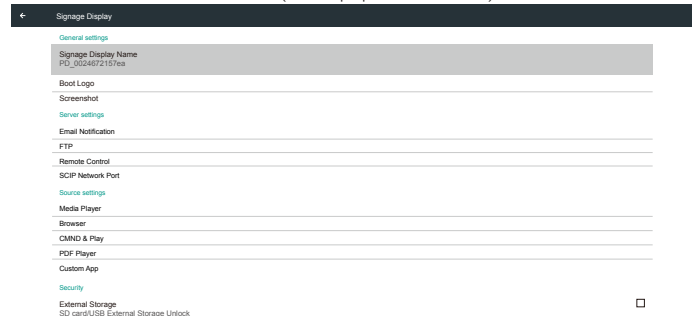 Signage Display
General settings
Signage Display Name
PD_0024672157ea
Boot Logo
Screenshot
Server settings
Email Notification
FTP
Remote Control
SCIP Network Port
Source settings
Media Player
Browser
CMND & Play
PDF Player
Custom App
Security
External Storage
SD card/USB External Storage Unlock